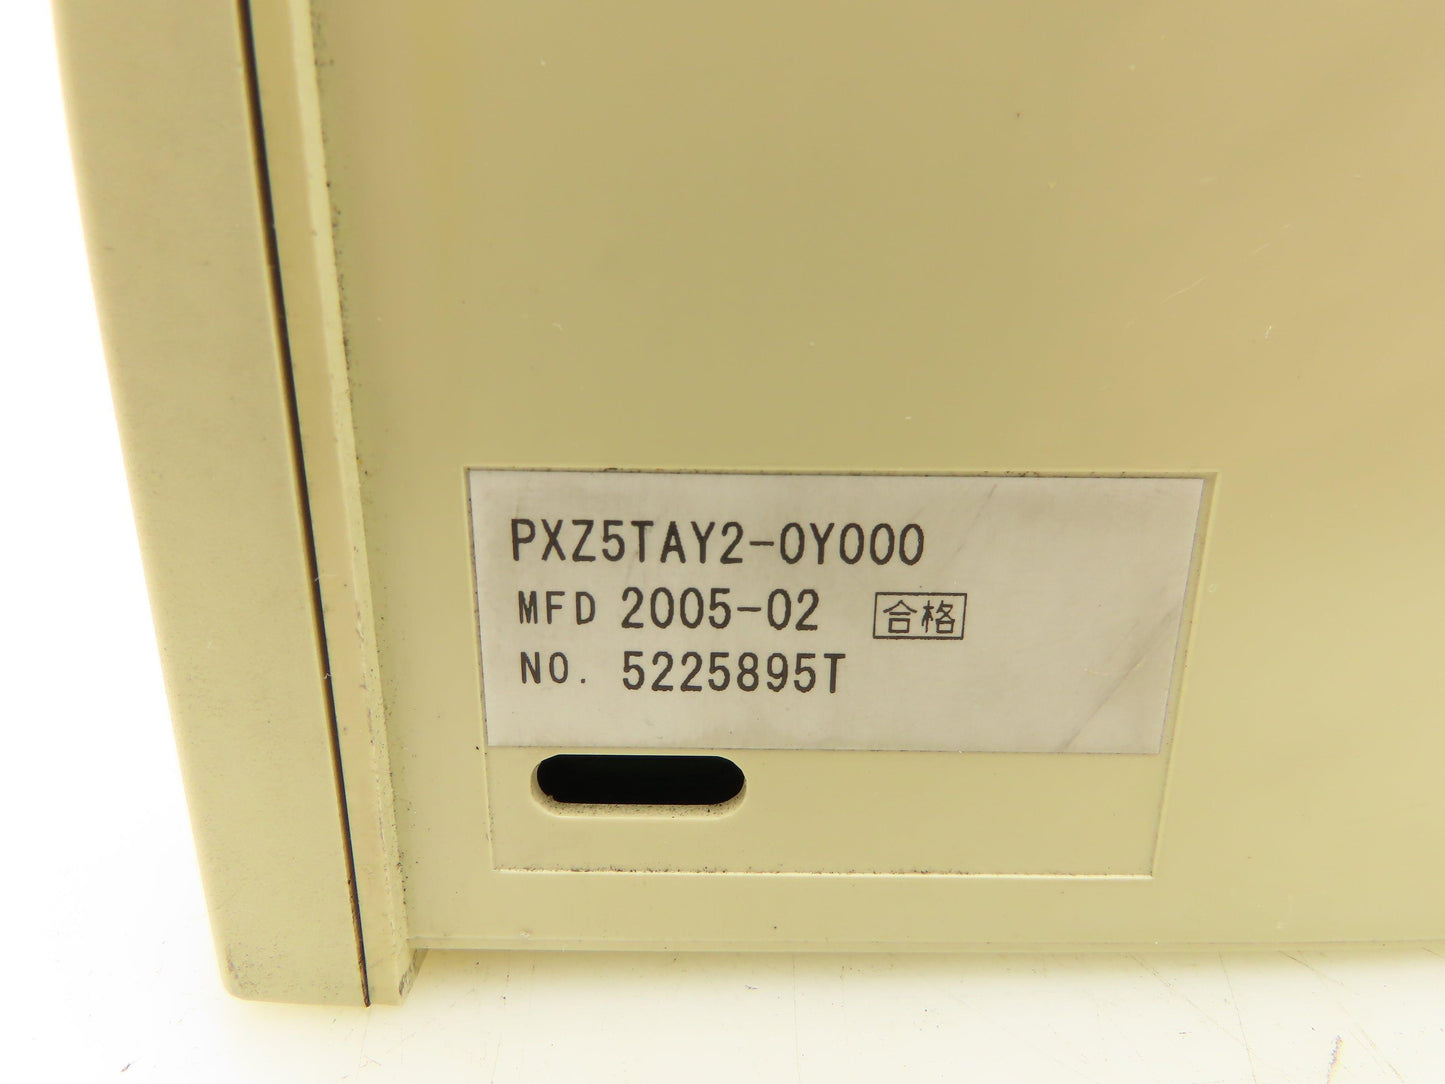 PXZ5TAY2-0Y000
MFD 2005-02 合格
NO. 5225895T